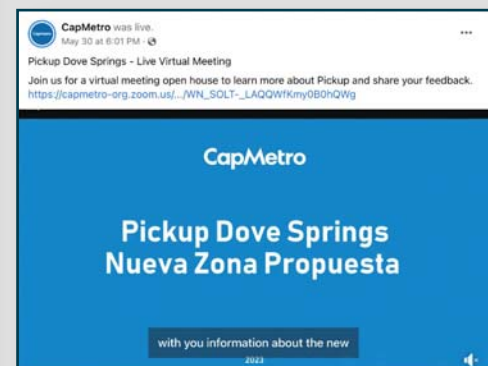 CapMetro was live.
May 30 at 6:01 PM ·
Pickup Dove Springs - Live Virtual Meeting
Join us for a virtual meeting open house to learn more about Pickup and share your feedback.
https://capmetro-org.zoom.us/.../WN_SOLT-_LAQQWfKmy0B0hQWg
CapMetro
Pickup Dove Springs
Nueva Zona Propuesta
with you information about the new
2023